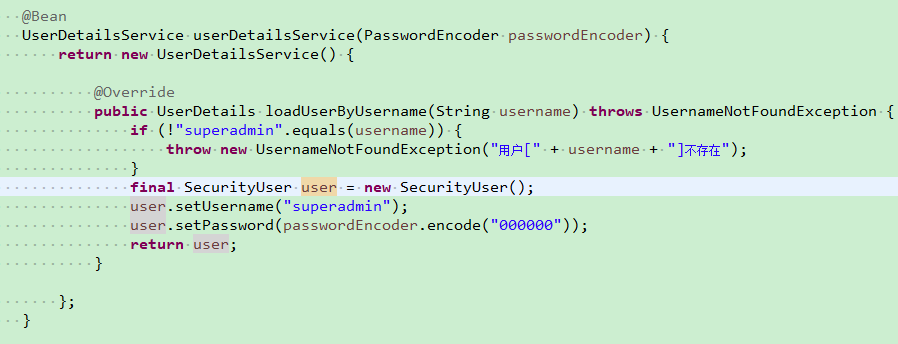 @Bean
UserDetailsService userDetailsService(PasswordEncoder passwordEncoder) {
return new UserDetailsService() {
@Override
public UserDetails loadUserByUsername(String username) throws UsernameNotFoundException {
if (!"superadmin".equals(username)) {
throw new UsernameNotFoundException("用户[" + username + "]不存在");
}
final SecurityUser user = new SecurityUser();
user.setUsername("superadmin");
user.setPassword(passwordEncoder.encode("000000"));
return user;
}
};
}